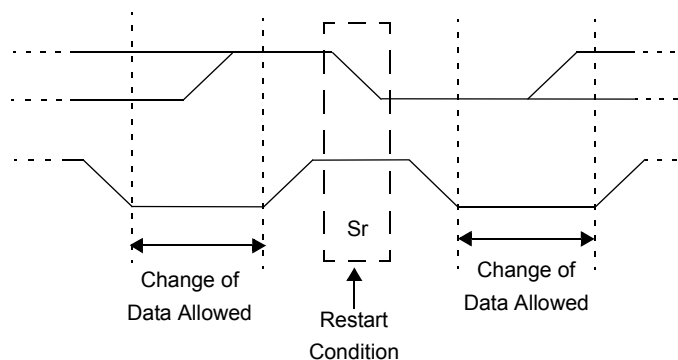 Sr
Change of
Data Allowed
Restart
Condition
Change of
Data Allowed